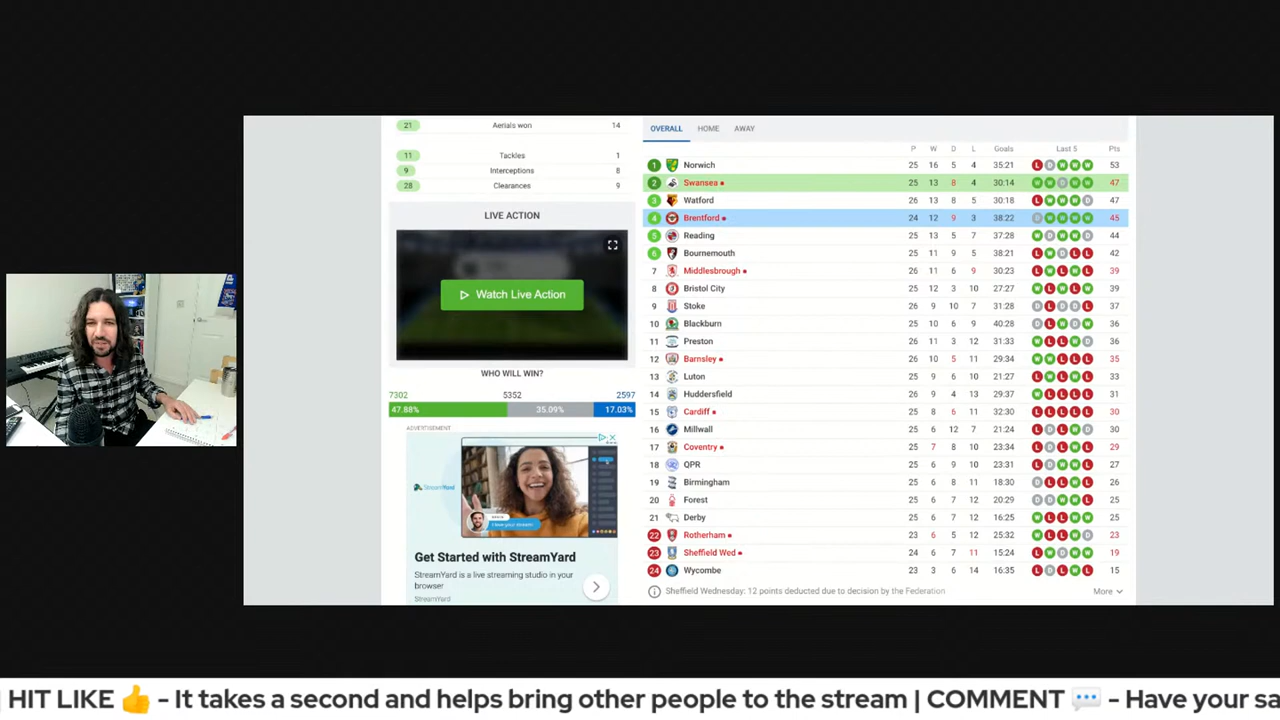 21 Aerials won 14
11 Tackles 1
9 Interceptions 8
28 Clearances 9
LIVE ACTION
Watch Live Action
WHO WILL WIN?
7302 5352 2597
47.88% 35.09% 17.03%
ADVERTISEMENT
StreamYard
Get Started with StreamYard
StreamYard is a live streaming studio in your
browser
StreamYard
OVERALL HOME AWAY
P W D L Goals Last 5 Pts
1 Norwich 25 16 5 4 35:21 L D W W W 53
2 Swansea 25 13 8 4 30:14 W W D W W 47
3 Watford 26 13 8 5 30:18 L W W W D 47
4 Brentford 24 12 9 3 38:22 D W W W W 45
5 Reading 25 13 5 7 37:28 W D W W D 44
6 Bournemouth 25 11 9 5 38:21 L W D L L 42
7 Middlesbrough 26 11 6 9 30:23 L W L W L 39
8 Bristol City 25 12 3 10 27:27 W L W L W 39
9 Stoke 26 9 10 7 31:28 D L D D L 37
10 Blackburn 25 10 6 9 40:28 D L W D W 36
11 Preston 26 11 3 12 31:33 W L L W D 36
12 Barnsley 26 10 5 11 29:34 W W L L L 35
13 Luton 25 9 6 10 21:27 L W L W L 33
14 Huddersfield 26 9 4 13 29:37 W L L L L 31
15 Cardiff 25 8 6 11 32:30 L L L L L 30
16 Millwall 25 6 12 7 21:24 L D L W D 30
17 Coventry 25 7 8 10 23:34 L D L W L 29
18 QPR 25 6 9 10 23:31 L D W W L 27
19 Birmingham 25 6 8 11 18:30 D L L W L 26
20 Forest 25 6 7 12 20:29 D D W W L 25
21 Derby 25 6 7 12 16:25 W L L W W 25
22 Rotherham 23 6 5 12 25:32 W L L W D 23
23 Sheffield Wed 24 6 7 11 15:24 L W D W W 19
24 Wycombe 23 3 6 14 16:35 L D L W L 15
Sheffield Wednesday: 12 points deducted due to decision by the Federation More
HIT LIKE 👍 - It takes a second and helps bring other people to the stream | COMMENT 💬 - Have your sa